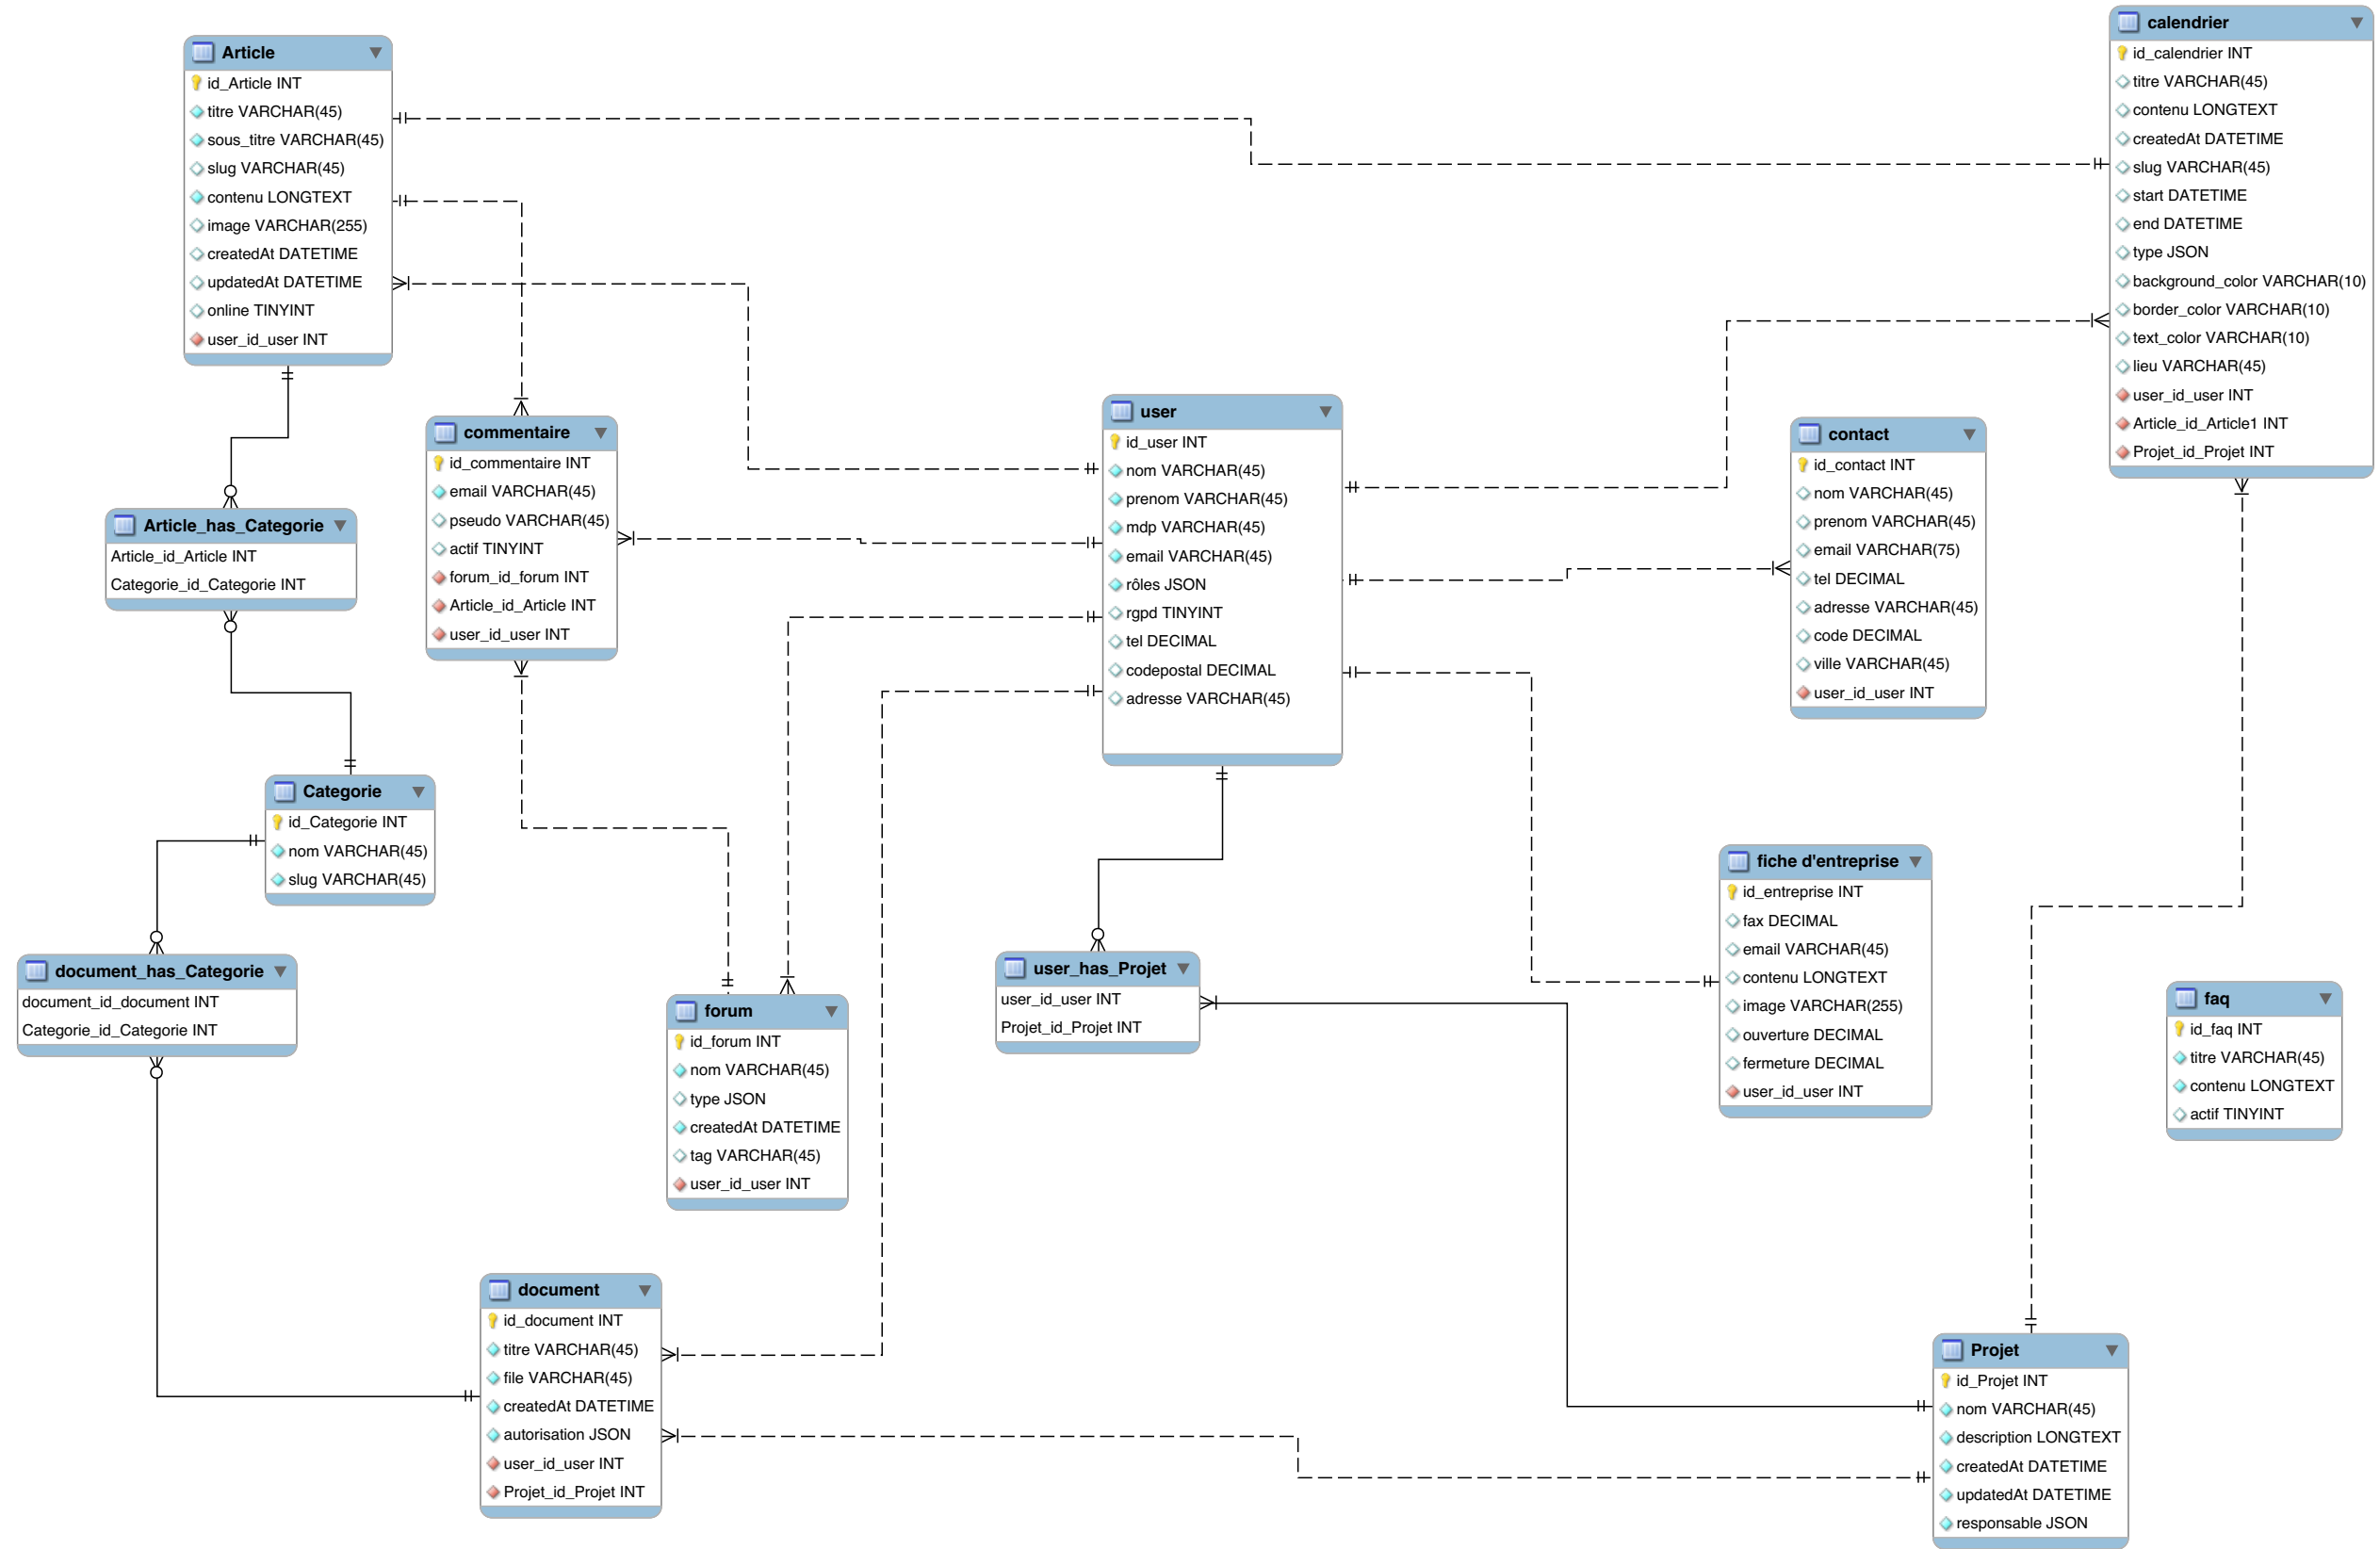 Article
id_Article INT
titre VARCHAR(45)
sous_titre VARCHAR(45)
slug VARCHAR(45)
contenu LONGTEXT
image VARCHAR(255)
createdAt DATETIME
updatedAt DATETIME
online TINYINT
user_id_user INT
calendrier
id_calendrier INT
titre VARCHAR(45)
contenu LONGTEXT
createdAt DATETIME
slug VARCHAR(45)
start DATETIME
end DATETIME
type JSON
background_color VARCHAR(10)
border_color VARCHAR(10)
text_color VARCHAR(10)
lieu VARCHAR(45)
user_id_user INT
Article_id_Article1 INT
Projet_id_Projet INT
commentaire
id_commentaire INT
email VARCHAR(45)
pseudo VARCHAR(45)
actif TINYINT
forum_id_forum INT
Article_id_Article INT
user_id_user INT
user
id_user INT
nom VARCHAR(45)
prenom VARCHAR(45)
mdp VARCHAR(45)
email VARCHAR(45)
rôles JSON
rgpd TINYINT
tel DECIMAL
codepostal DECIMAL
adresse VARCHAR(45)
contact
id_contact INT
nom VARCHAR(45)
prenom VARCHAR(45)
email VARCHAR(75)
tel DECIMAL
adresse VARCHAR(45)
code DECIMAL
ville VARCHAR(45)
user_id_user INT
Article_has_Categorie
Article_id_Article INT
Categorie_id_Categorie INT
Categorie
id_Categorie INT
nom VARCHAR(45)
slug VARCHAR(45)
document_has_Categorie
document_id_document INT
Categorie_id_Categorie INT
forum
id_forum INT
nom VARCHAR(45)
type JSON
createdAt DATETIME
tag VARCHAR(45)
user_id_user INT
user_has_Projet
user_id_user INT
Projet_id_Projet INT
fiche d'entreprise
id_entreprise INT
fax DECIMAL
email VARCHAR(45)
contenu LONGTEXT
image VARCHAR(255)
ouverture DECIMAL
fermeture DECIMAL
user_id_user INT
faq
id_faq INT
titre VARCHAR(45)
contenu LONGTEXT
actif TINYINT
document
id_document INT
titre VARCHAR(45)
file VARCHAR(45)
createdAt DATETIME
autorisation JSON
user_id_user INT
Projet_id_Projet INT
Projet
id_Projet INT
nom VARCHAR(45)
description LONGTEXT
createdAt DATETIME
updatedAt DATETIME
responsable JSON